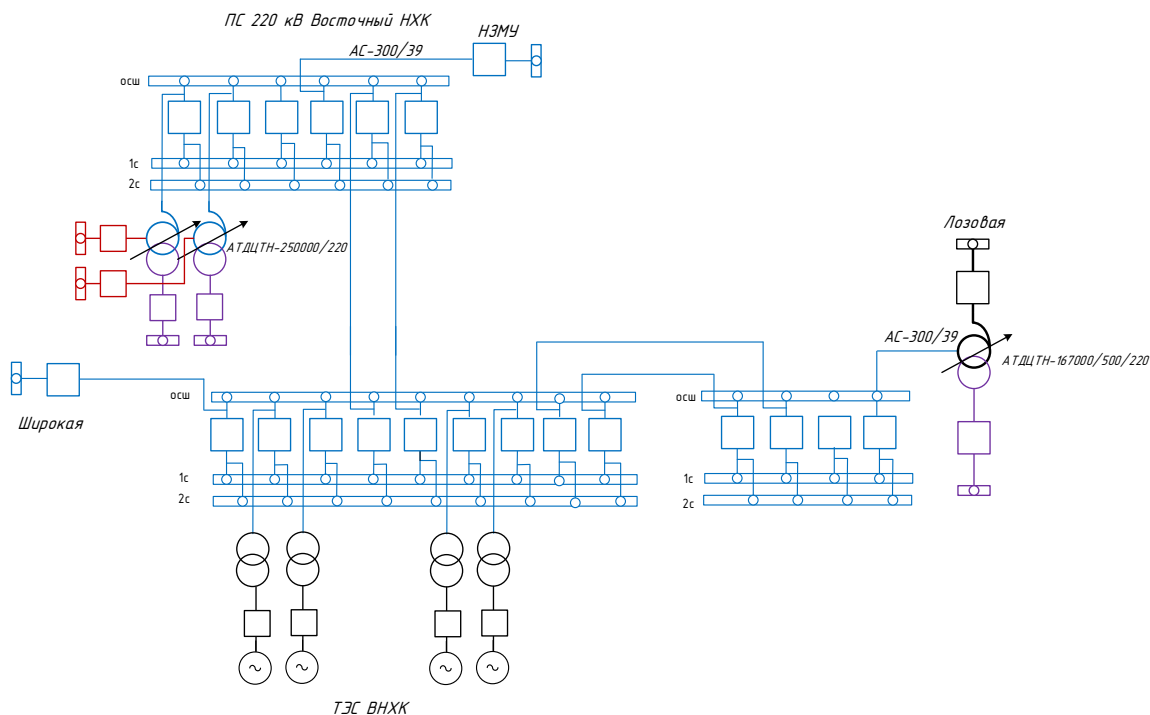 ПС 220 кВ Восточный НХК
НЗМУ
АС-300/39
осш
1с
2с
АТДЦТН-250000/220
Лозовая
АС-300/39
АТДЦТН-167000/500/220
Широкая
осш
1с
2с
осш
1с
2с
ТЭС ВНХК